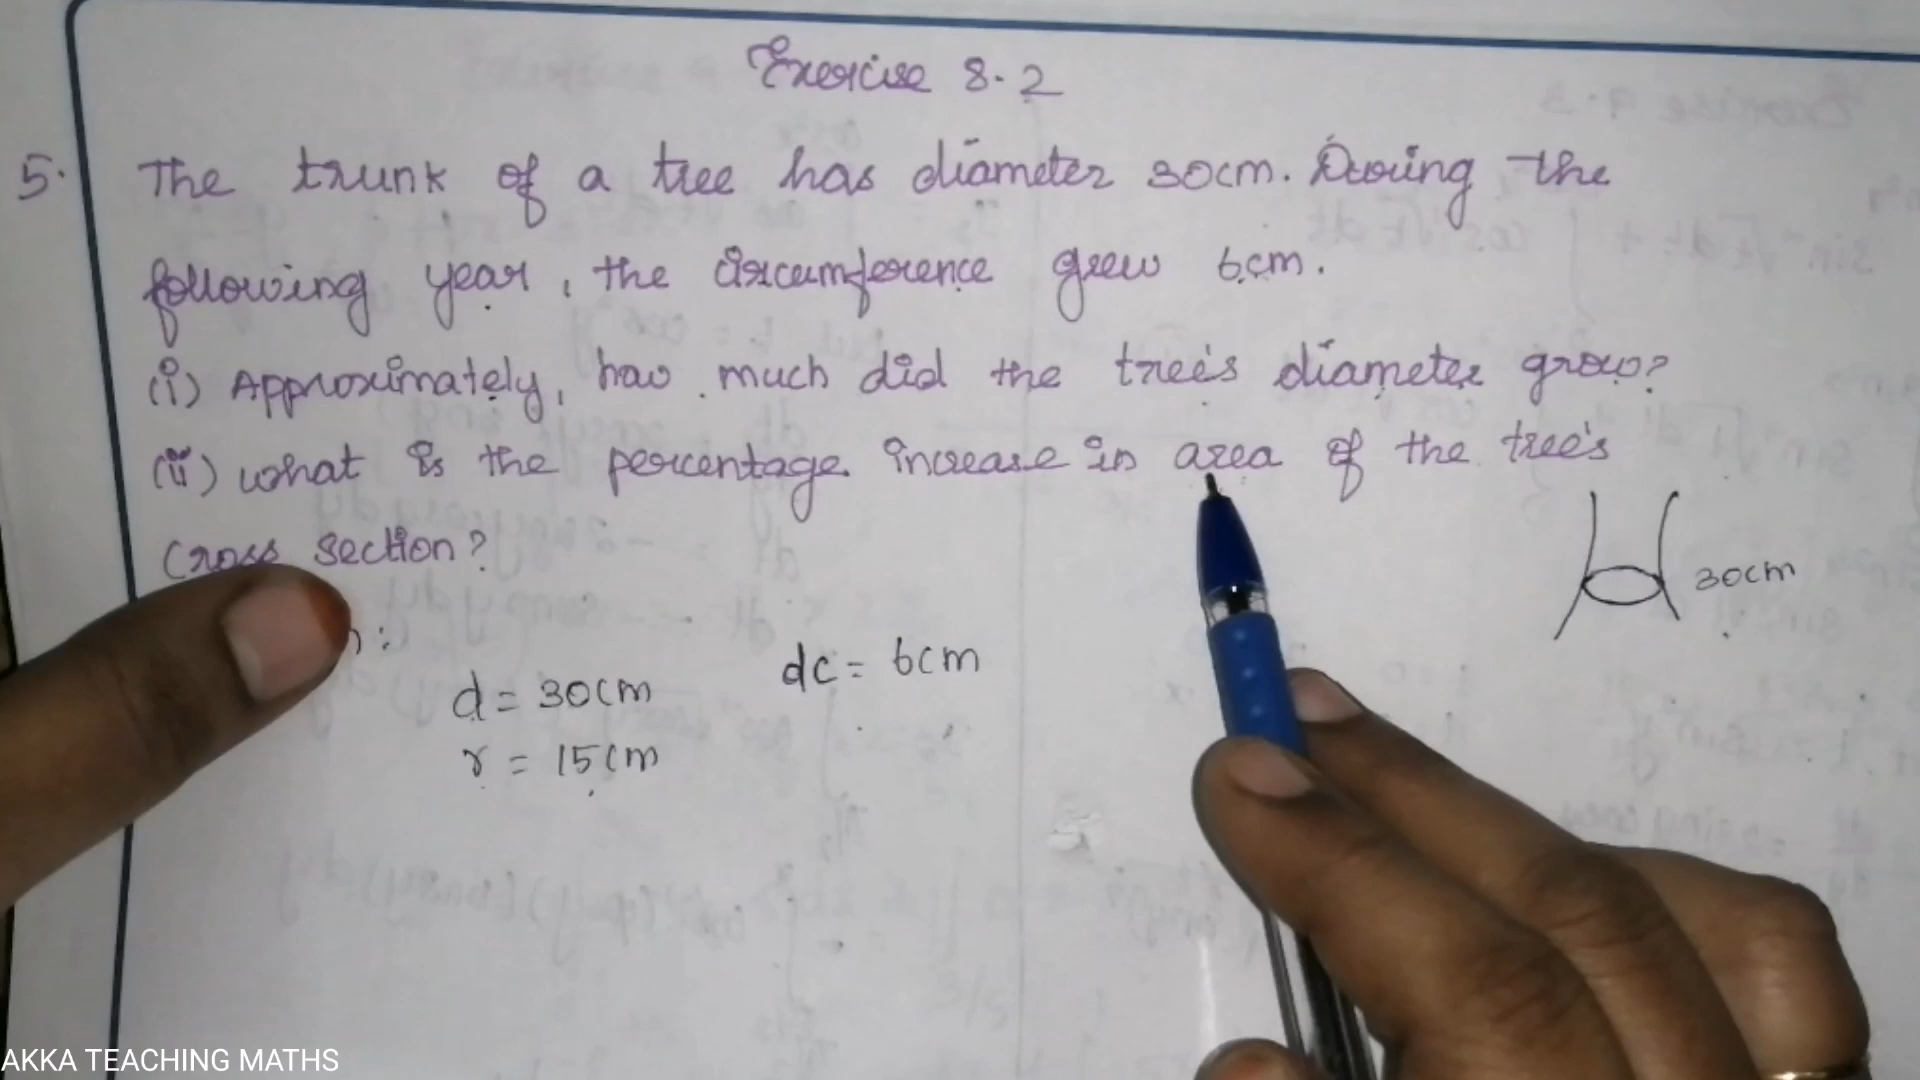 Exercise 8.2
5. The trunk of a tree has diameter 30cm. During the
following year, the circumference grew 6cm.
(i) Approximately, how much did the tree's diameter grow?
(ii) what is the percentage increase in area of the tree's
cross section?
30cm
d = 30cm
dc = 6cm
r = 15cm
AKKA TEACHING MATHS